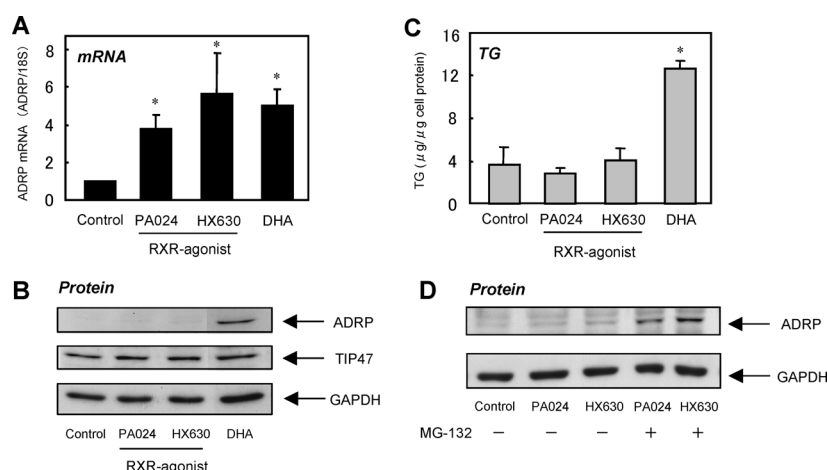 A
mRNA
ADRP mRNA (ADRP/18S)
8
6
4
2
0
*
*
*
Control PA024 HX630 DHA
RXR-agonist
B
Protein
ADRP
TIP47
GAPDH
Control PA024 HX630 DHA
RXR-agonist
C
TG
TG (μg/μg cell protein)
16
12
8
4
0
*
Control PA024 HX630 DHA
RXR-agonist
D
Protein
ADRP
GAPDH
Control PA024 HX630 PA024 HX630
MG-132 − − − + +